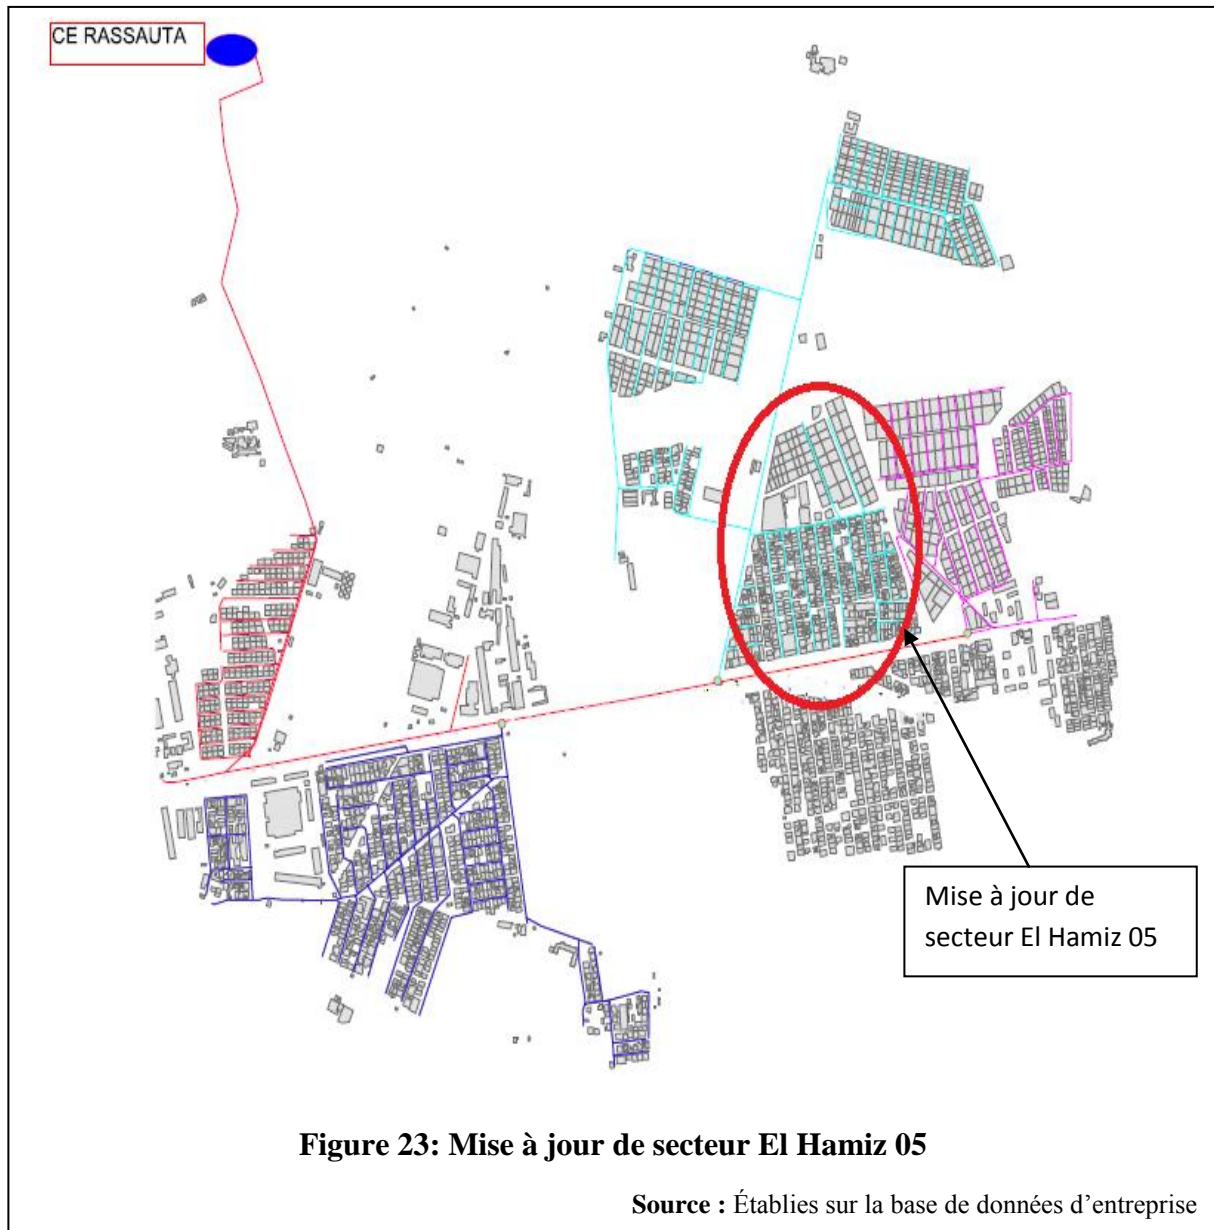 CE RASSAUTA
Mise à jour de
secteur El Hamiz 05
Figure 23: Mise à jour de secteur El Hamiz 05
Source : Établies sur la base de données d’entreprise